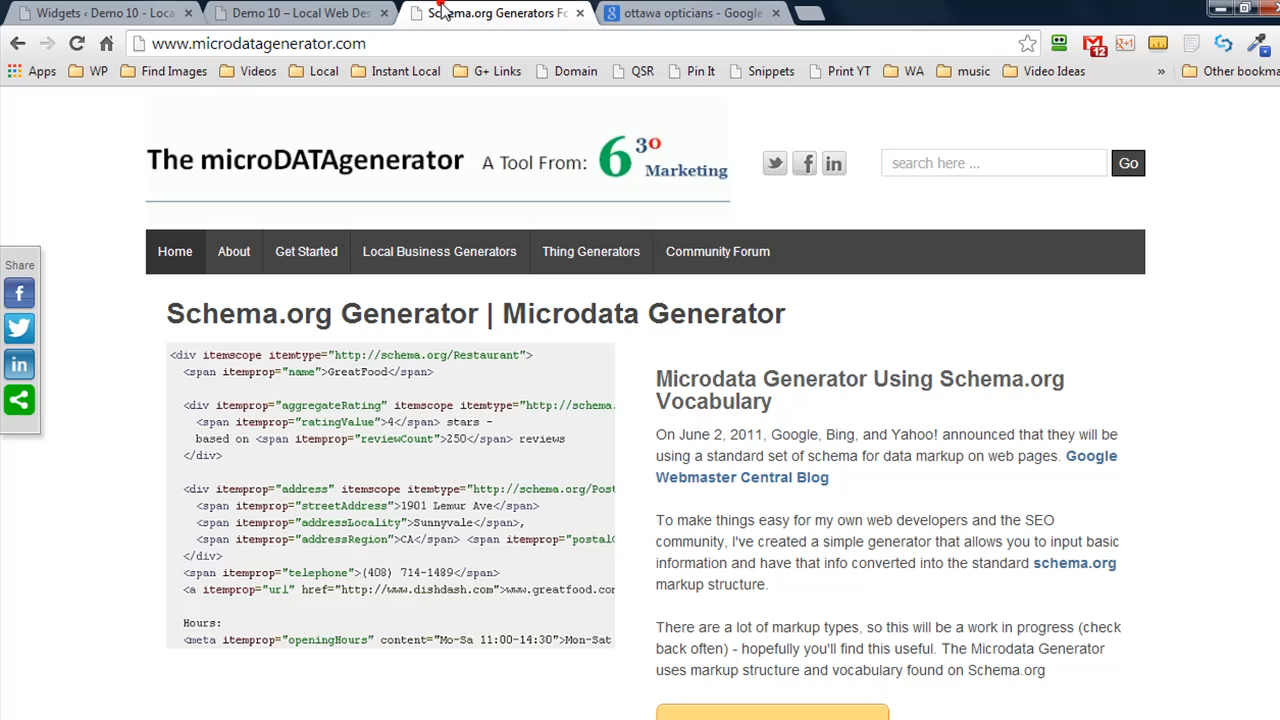 Widgets ‹ Demo 10 - Loca
Demo 10 – Local Web Des
Schema.org Generators Fo
ottawa opticians - Google
www.microdatagenerator.com
12
Apps
WP
Find Images
Videos
Local
Instant Local
G+ Links
Domain
QSR
Pin It
Snippets
Print YT
WA
music
Video Ideas
»
Other bookma
The microDATAgenerator
A Tool From:
630
Marketing
search here ...
Go
Home
About
Get Started
Local Business Generators
Thing Generators
Community Forum
Share
Schema.org Generator | Microdata Generator
<div itemscope itemtype="http://schema.org/Restaurant">
<span itemprop="name">GreatFood</span>
<div itemprop="aggregateRating" itemscope itemtype="http://schema.
<span itemprop="ratingValue">4</span> stars -
based on <span itemprop="reviewCount">250</span> reviews
</div>
<div itemprop="address" itemscope itemtype="http://schema.org/Post
<span itemprop="streetAddress">1901 Lemur Ave</span>
<span itemprop="addressLocality">Sunnyvale</span>,
<span itemprop="addressRegion">CA</span> <span itemprop="postalC
</div>
<span itemprop="telephone">(408) 714-1489</span>
<a itemprop="url" href="http://www.dishdash.com">www.greatfood.com
Hours:
<meta itemprop="openingHours" content="Mo-Sa 11:00-14:30">Mon-Sat
Microdata Generator Using Schema.org
Vocabulary
On June 2, 2011, Google, Bing, and Yahoo! announced that they will be
using a standard set of schema for data markup on web pages. Google
Webmaster Central Blog
To make things easy for my own web developers and the SEO
community, I've created a simple generator that allows you to input basic
information and have that info converted into the standard schema.org
markup structure.
There are a lot of markup types, so this will be a work in progress (check
back often) - hopefully you'll find this useful. The Microdata Generator
uses markup structure and vocabulary found on Schema.org